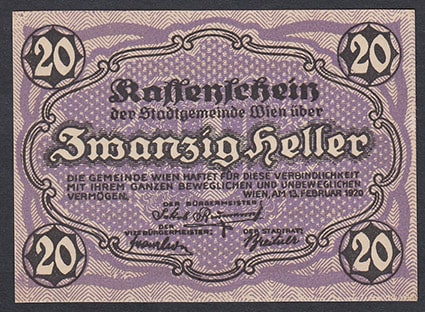 20 20
Kassenschein
der Stadtgemeinde Wien über
Zwanzig Heller
DIE GEMEINDE WIEN HAFTET FÜR DIESE VERBINDLICHKEIT
MIT IHREM GANZEN BEWEGLICHEN UND UNBEWEGLICHEN
VERMÖGEN. WIEN, AM 13. FEBRUAR 1920
DER BÜRGERMEISTER:
DER VIZEBÜRGERMEISTER: DER STADTRAT:
20 20